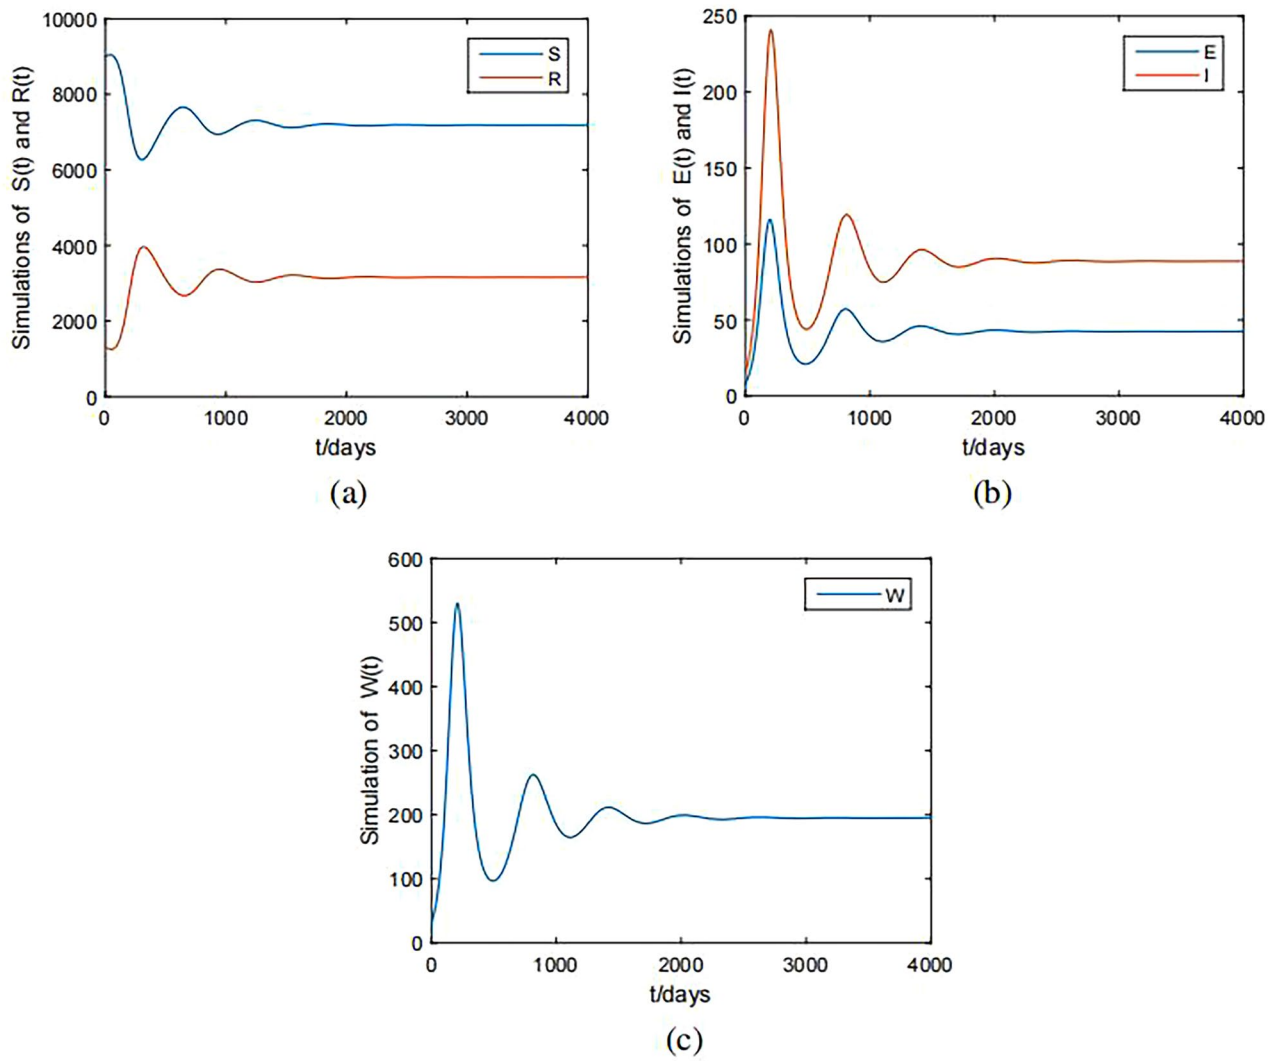 Simulations of S(t) and R(t)
10000
8000
6000
4000
2000
0
0 1000 2000 3000 4000
t/days
S
R
(a)
Simulations of E(t) and I(t)
250
200
150
100
50
0
0 1000 2000 3000 4000
t/days
E
I
(b)
Simulation of W(t)
600
500
400
300
200
100
0
0 1000 2000 3000 4000
t/days
W
(c)